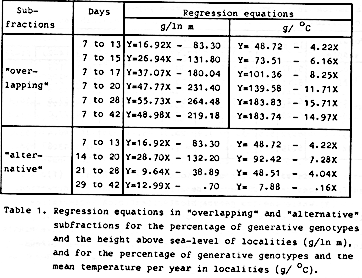 Sub-
fractions
Days
Regression equations
g/ln m
g/ °C
"over-
lapping"
7 to 13 Y=16.92X - 83.30 Y= 48.72 - 4.22X
7 to 15 Y=26.94X - 131.80 Y= 73.51 - 6.16X
7 to 17 Y=37.07X - 180.04 Y=101.36 - 8.25X
7 to 20 Y=47.77X - 231.40 Y=139.58 - 11.71X
7 to 28 Y=55.73X - 264.48 Y=183.83 - 15.71X
7 to 42 Y=48.98X - 219.18 Y=183.74 - 14.97X
"alter-
native"
7 to 13 Y=16.92X - 83.30 Y= 48.72 - 4.22X
14 to 20 Y=28.70X - 132.20 Y= 92.42 - 7.28X
21 to 28 Y= 9.64X - 38.89 Y= 48.51 - 4.04X
29 to 42 Y=12.99X - .70 Y= 7.88 - .16X
Table 1. Regression equations in "overlapping" and "alternative"
subfractions for the percentage of generative genotypes
and the height above sea-level of localities (g/ln m),
and for the percentage of generative genotypes and the
mean temperature per year in localities (g/ °C).